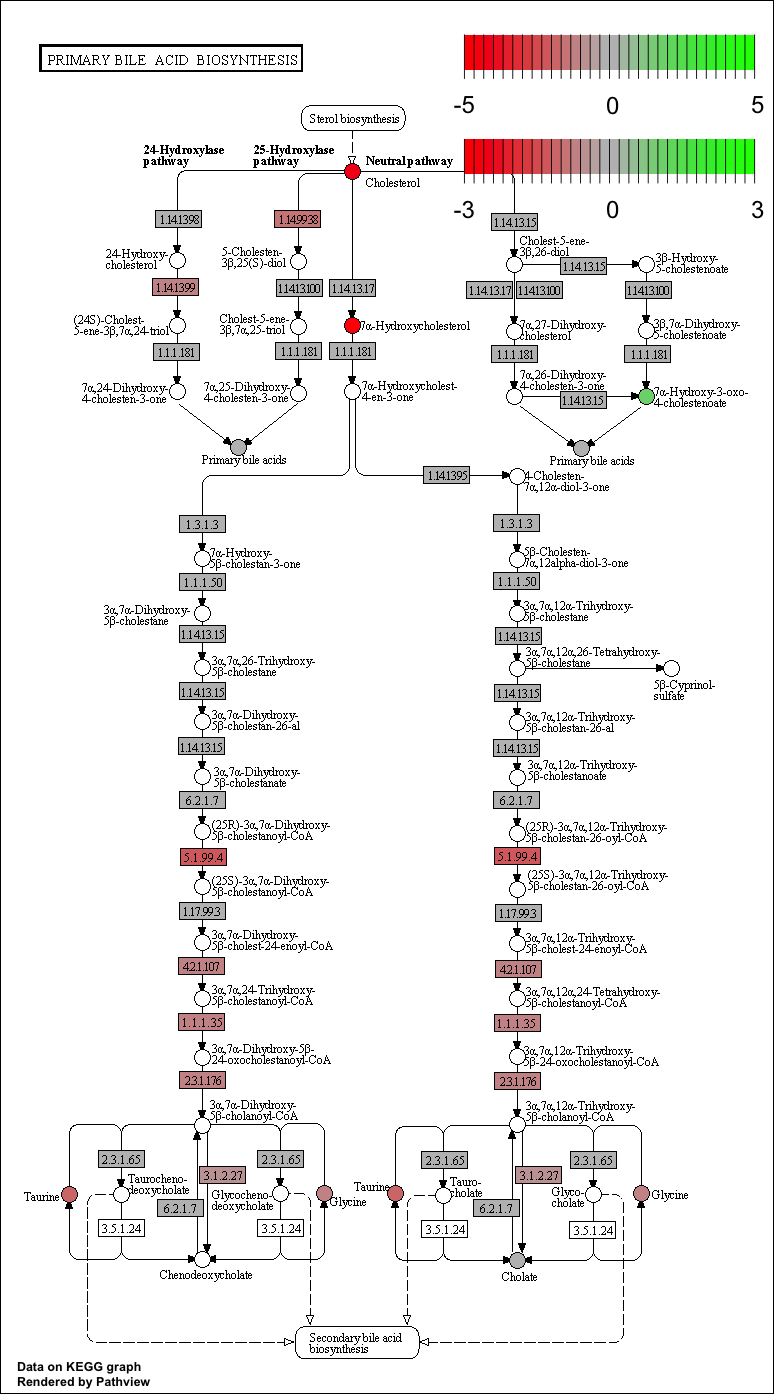 PRIMARY BILE ACID BIOSYNTHESIS
-5 0 5
-3 0 3
Sterol biosynthesis
24-Hydroxylase
pathway
25-Hydroxylase
pathway
Neutral pathway
Cholesterol
1.14.1398
1.149938
1.14.13.15
24-Hydroxy-
cholesterol
5-Cholesten-
3β,25(S)-diol
Cholest-5-ene-
3β,26-diol
1.14.13.15
3β-Hydroxy-
5-cholestenoate
1.14.1399
1.1413100
1.14.13.17
1.14.13.17
1.1413100
1.1413100
(24S)-Cholest-
5-ene-3β,7α,24-triol
Cholest-5-ene-
3β,7α,25-triol
7α-Hydroxycholesterol
7α,27-Dihydroxy-
cholesterol
3β,7α-Dihydroxy-
5-cholestenoate
1.1.1.181
1.1.1.181
1.1.1.181
1.1.1.181
1.1.1.181
7α,24-Dihydroxy-
4-cholesten-3-one
7α,25-Dihydroxy-
4-cholesten-3-one
7α-Hydroxycholest-
4-en-3-one
7α,26-Dihydroxy-
4-cholesten-3-one
1.14.13.15
7α-Hydroxy-3-oxo-
4-cholestenoate
Primary bile acids
Primary bile acids
1.14.1395
4-Cholesten-
7α,12α-diol-3-one
1.3.1.3
1.3.1.3
7α-Hydroxy-
5β-cholestan-3-one
5β-Cholesten-
7α,12alpha-diol-3-one
1.1.1.50
1.1.1.50
3α,7α-Dihydroxy-
5β-cholestane
3α,7α,12α-Trihydroxy-
5β-cholestane
1.14.13.15
1.14.13.15
3α,7α,26-Trihydroxy-
5β-cholestane
3α,7α,12α,26-Tetrahydroxy-
5β-cholestane
5β-Cyprinol-
sulfate
1.14.13.15
1.14.13.15
3α,7α-Dihydroxy-
5β-cholestan-26-al
3α,7α,12α-Trihydroxy-
5β-cholestan-26-al
1.14.13.15
1.14.13.15
3α,7α-Dihydroxy-
5β-cholestanate
3α,7α,12α-Trihydroxy-
5β-cholestanoate
6.2.1.7
6.2.1.7
(25R)-3α,7α-Dihydroxy-
5β-cholestanoyl-CoA
(25R)-3α,7α,12α-Trihydroxy-
5β-cholestan-26-oyl-CoA
5.1.99.4
5.1.99.4
(25S)-3α,7α-Dihydroxy-
5β-cholestanoyl-CoA
(25S)-3α,7α,12α-Trihydroxy-
5β-cholestan-26-oyl-CoA
1.17.99.3
1.17.99.3
3α,7α-Dihydroxy-
5β-cholest-24-enoyl-CoA
3α,7α,12α-Trihydroxy-
5β-cholest-24-enoyl-CoA
4.2.1.107
4.2.1.107
3α,7α,24-Trihydroxy-
5β-cholestanoyl-CoA
3α,7α,12α,24-Tetrahydroxy-
5β-cholestanoyl-CoA
1.1.1.35
1.1.1.35
3α,7α-Dihydroxy-5β-
24-oxocholestanoyl-CoA
3α,7α,12α-Trihydroxy-
5β-24-oxocholestanoyl-CoA
2.3.1.176
2.3.1.176
3α,7α-Dihydroxy-
5β-cholanoyl-CoA
3α,7α,12α-Trihydroxy-
5β-cholanoyl-CoA
2.3.1.65
3.1.2.27
2.3.1.65
2.3.1.65
3.1.2.27
2.3.1.65
Taurine
Taurocheno-
deoxycholate
Glycocheno-
deoxycholate
Glycine
Taurine
Tauro-
cholate
Glyco-
cholate
Glycine
6.2.1.7
6.2.1.7
3.5.1.24
3.5.1.24
3.5.1.24
3.5.1.24
Chenodeoxycholate
Cholate
Secondary bile acid
biosynthesis
Data on KEGG graph
Rendered by Pathview